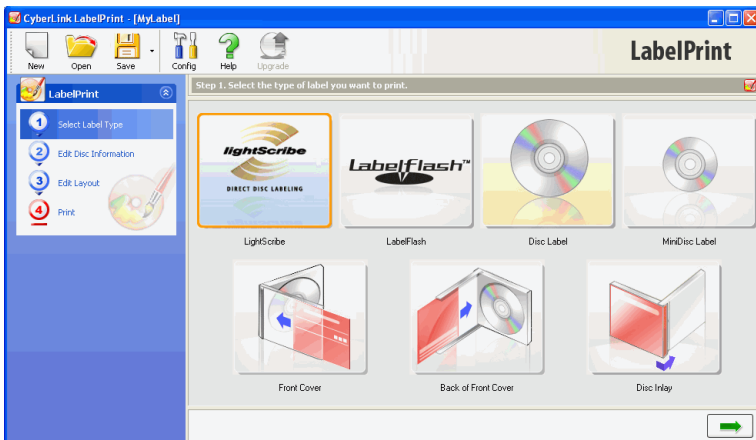 CyberLink LabelPrint - [MyLabel]
New Open Save Config Help Upgrade
LabelPrint
LabelPrint
Step 1. Select the type of label you want to print.
1 Select Label Type
2 Edit Disc Information
3 Edit Layout
4 Print
lightScribe
DIRECT DISC LABELING
Labelflash™
LightScribe LabelFlash Disc Label MiniDisc Label
Front Cover Back of Front Cover Disc Inlay